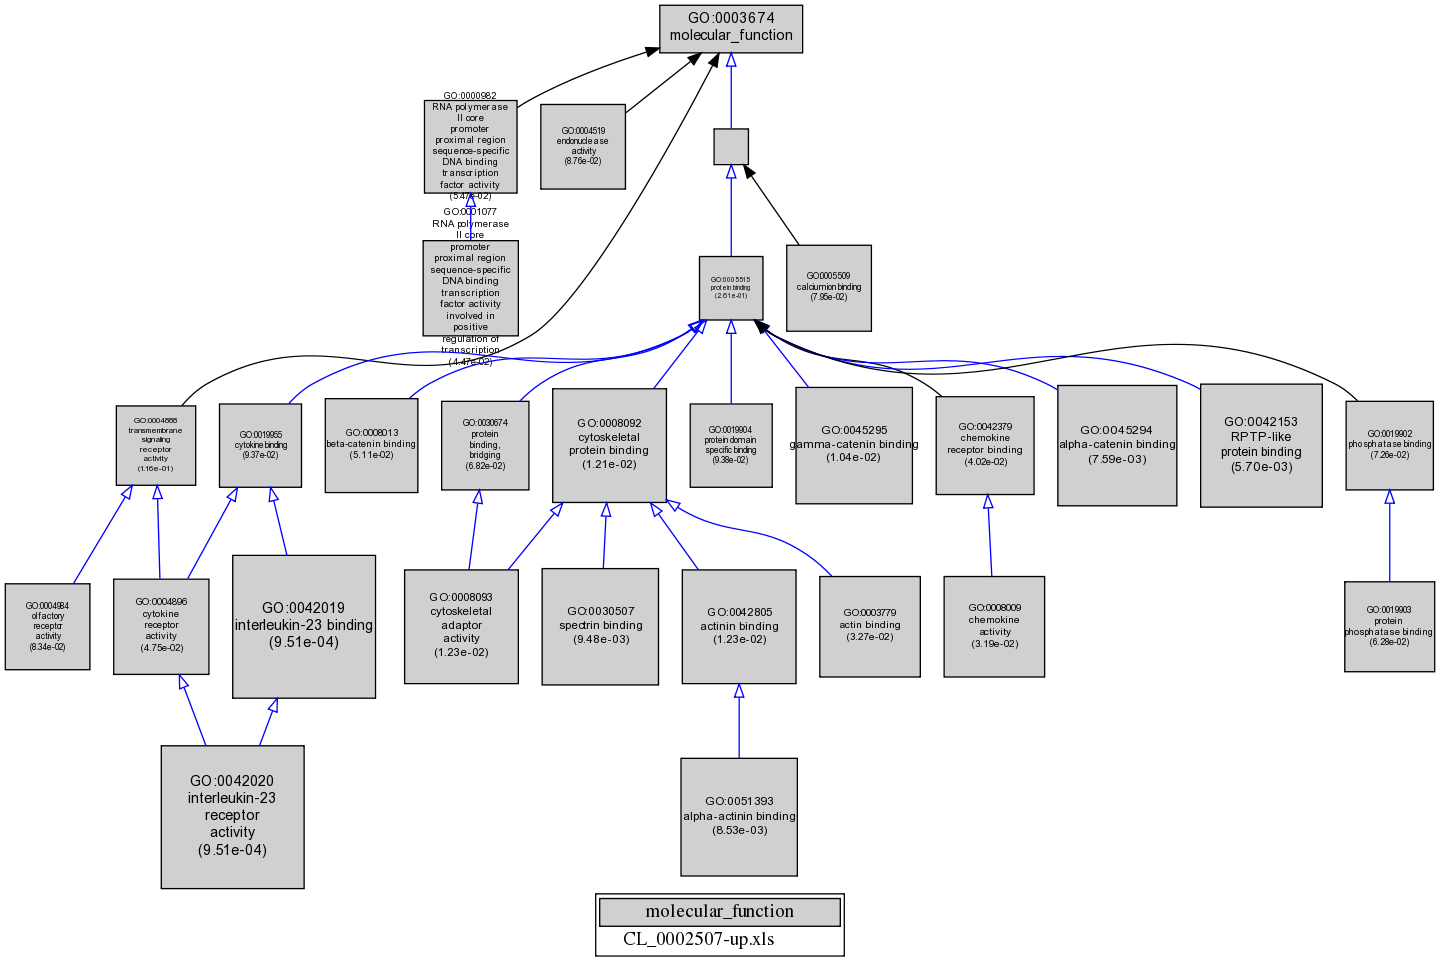 GO:0003674
molecular_function
GO:0000982
RNA polymerase
II core
promoter
proximal region
sequence-specific
DNA binding
transcription
factor activity
(5.47e-02)
GO:0004519
endonuclease
activity
(8.76e-02)
GO:0001077
RNA polymerase
II core
promoter
proximal region
sequence-specific
DNA binding
transcription
factor activity
involved in
positive
regulation of
transcription
(4.47e-02)
GO:0005515
protein binding
(2.61e-01)
GO:0005509
calcium ion binding
(7.95e-02)
GO:0004888
transmembrane
signaling
receptor
activity
(1.16e-01)
GO:0019955
cytokine binding
(9.37e-02)
GO:0008013
beta-catenin binding
(5.11e-02)
GO:0030674
protein
binding,
bridging
(6.82e-02)
GO:0008092
cytoskeletal
protein binding
(1.21e-02)
GO:0019904
protein domain
specific binding
(9.38e-02)
GO:0045295
gamma-catenin binding
(1.04e-02)
GO:0042379
chemokine
receptor binding
(4.02e-02)
GO:0045294
alpha-catenin binding
(7.59e-03)
GO:0042153
RPTP-like
protein binding
(5.70e-03)
GO:0019902
phosphatase binding
(7.26e-02)
GO:0004984
olfactory
receptor
activity
(8.34e-02)
GO:0004896
cytokine
receptor
activity
(4.75e-02)
GO:0042019
interleukin-23 binding
(9.51e-04)
GO:0008093
cytoskeletal
adaptor
activity
(1.23e-02)
GO:0030507
spectrin binding
(9.48e-03)
GO:0042805
actinin binding
(1.23e-02)
GO:0003779
actin binding
(3.27e-02)
GO:0008009
chemokine
activity
(3.19e-02)
GO:0019903
protein
phosphatase binding
(6.28e-02)
GO:0042020
interleukin-23
receptor
activity
(9.51e-04)
GO:0051393
alpha-actinin binding
(8.53e-03)
molecular_function
CL_0002507-up.xls